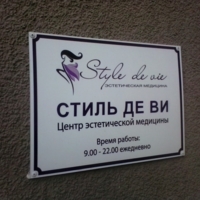 Style de vie
ЭСТЕТИЧЕСКАЯ МЕДИЦИНА
СТИЛЬ ДЕ ВИ
Центр эстетической медицины
Время работы:
9.00 - 22.00 ежедневно